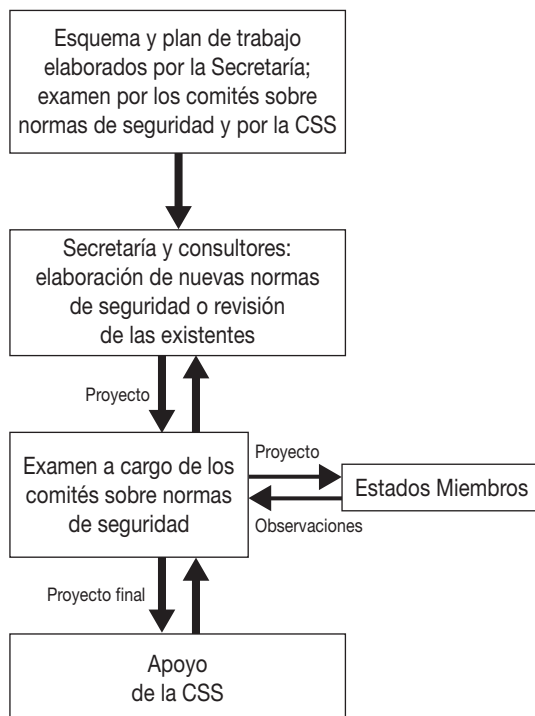 Esquema y plan de trabajo
elaborados por la Secretaría;
examen por los comités sobre
normas de seguridad y por la CSS
Secretaría y consultores:
elaboración de nuevas normas
de seguridad o revisión
de las existentes
Proyecto
Examen a cargo de los
comités sobre normas
de seguridad
Proyecto
Estados Miembros
Observaciones
Proyecto final
Apoyo
de la CSS